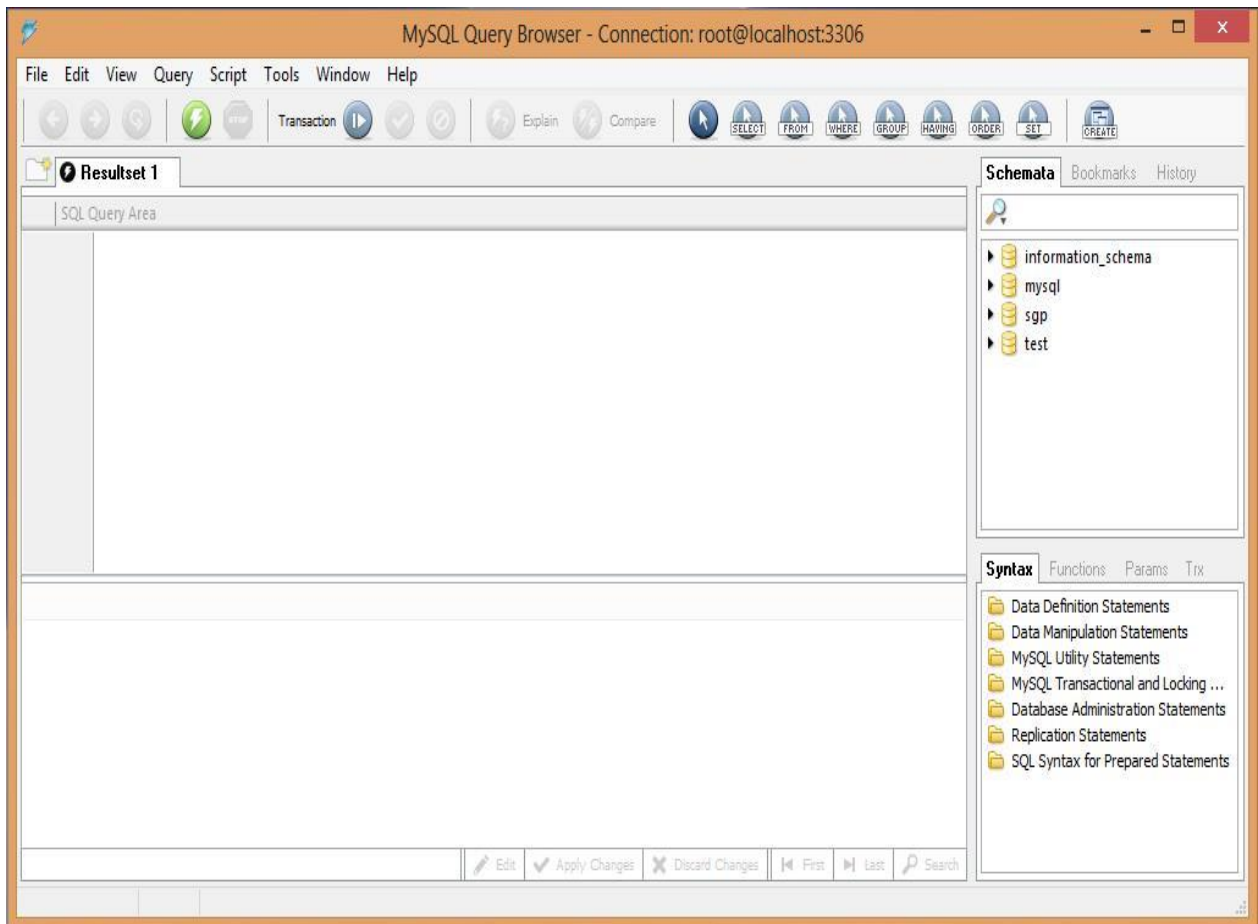 MySQL Query Browser - Connection: root@localhost:3306
File Edit View Query Script Tools Window Help
STOP Transaction Explain Compare SELECT FROM WHERE GROUP HAVING ORDER SET CREATE
Resultset 1
SQL Query Area
Schemata Bookmarks History
information_schema
mysql
sgp
test
Syntax Functions Params Trx
Data Definition Statements
Data Manipulation Statements
MySQL Utility Statements
MySQL Transactional and Locking ...
Database Administration Statements
Replication Statements
SQL Syntax for Prepared Statements
Edit Apply Changes Discard Changes First Last Search